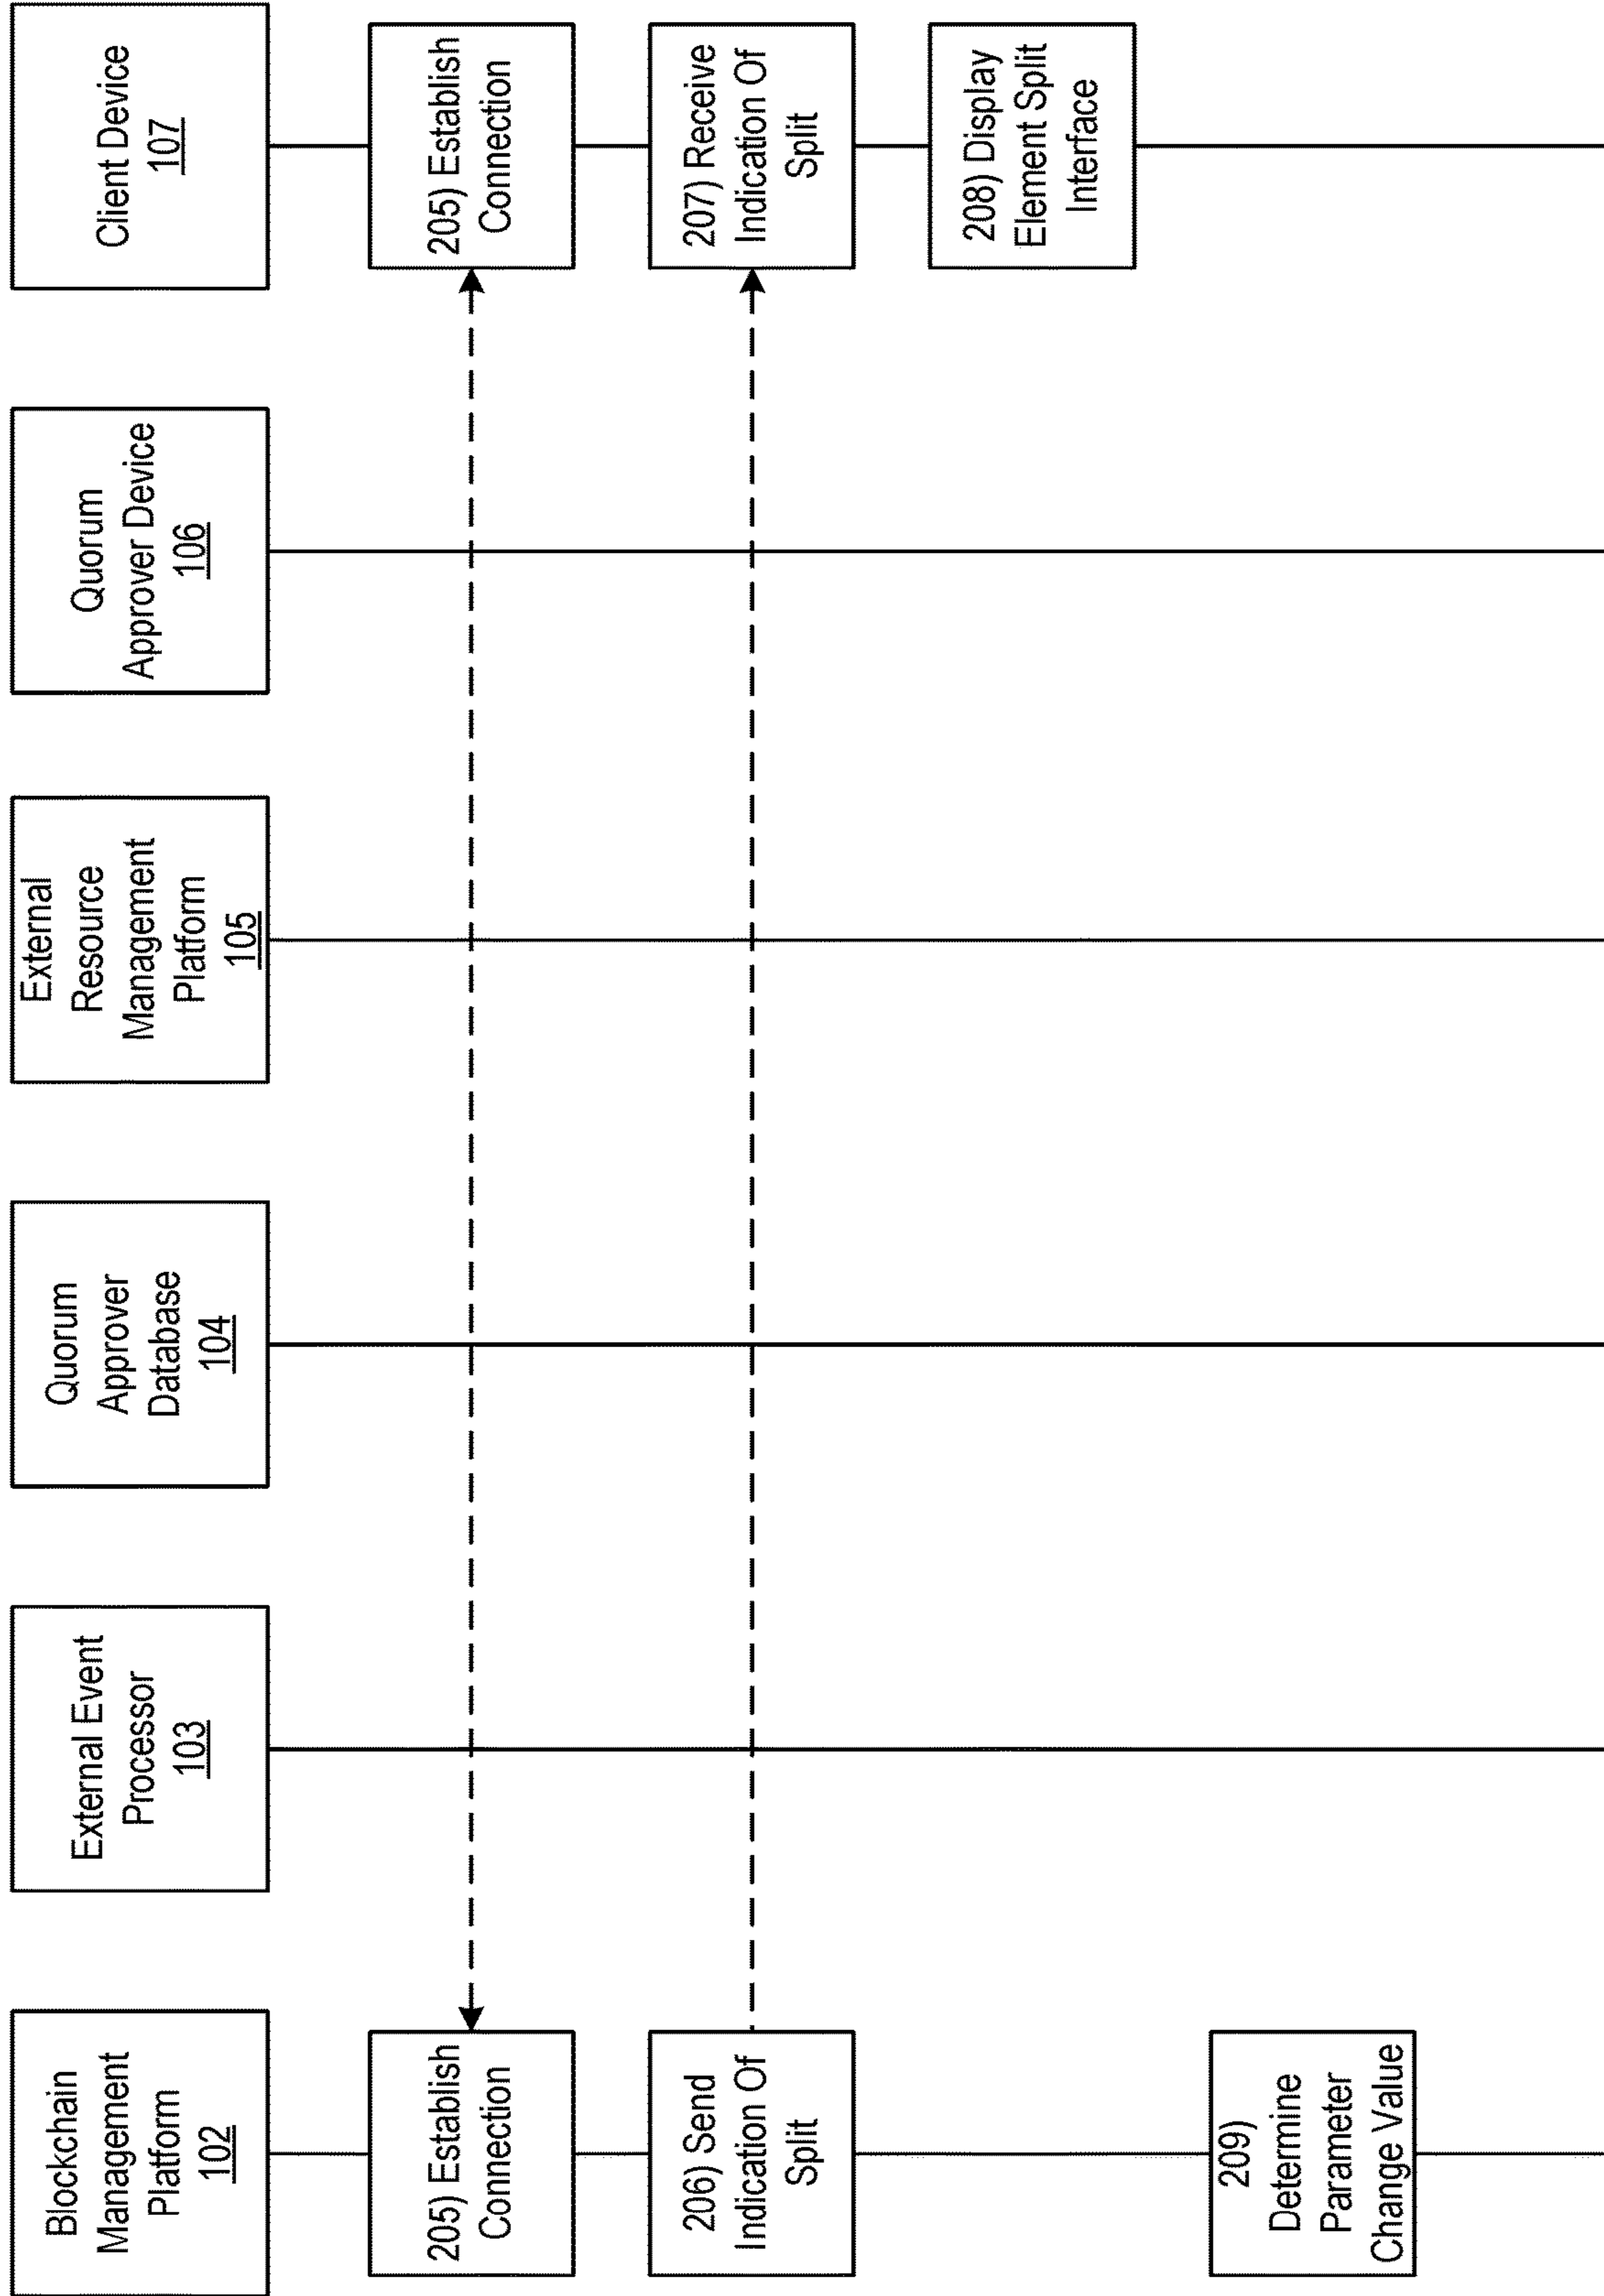 Blockchain
Management
Platform
102
External Event
Processor
103
Quorum
Approver
Database
104
External
Resource
Management
Platform
105
Quorum
Approver Device
106
Client Device
107
205) Establish
Connection
205) Establish
Connection
206) Send
Indication Of
Split
207) Receive
Indication Of
Split
208) Display
Element Split
Interface
209)
Determine
Parameter
Change Value